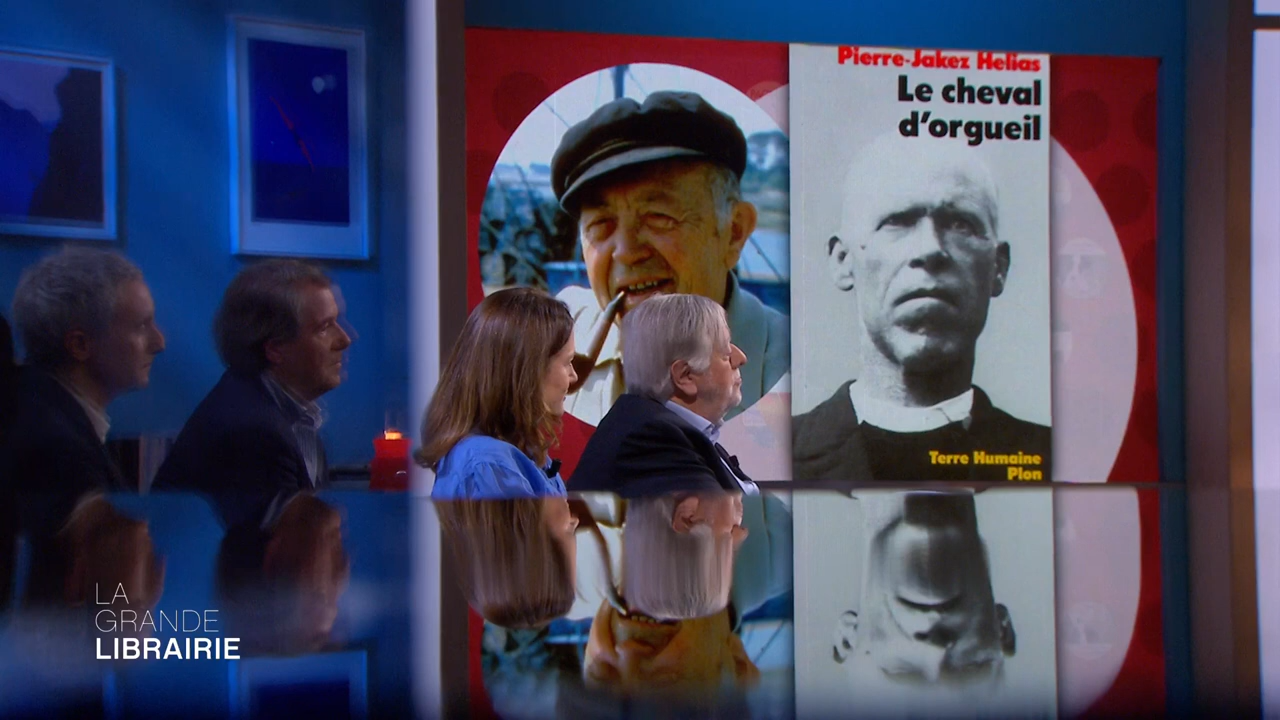 Pierre-Jakez Helias
Le cheval
d'orgueil
Terre Humaine
Plon
LA
GRANDE
LIBRAIRIE